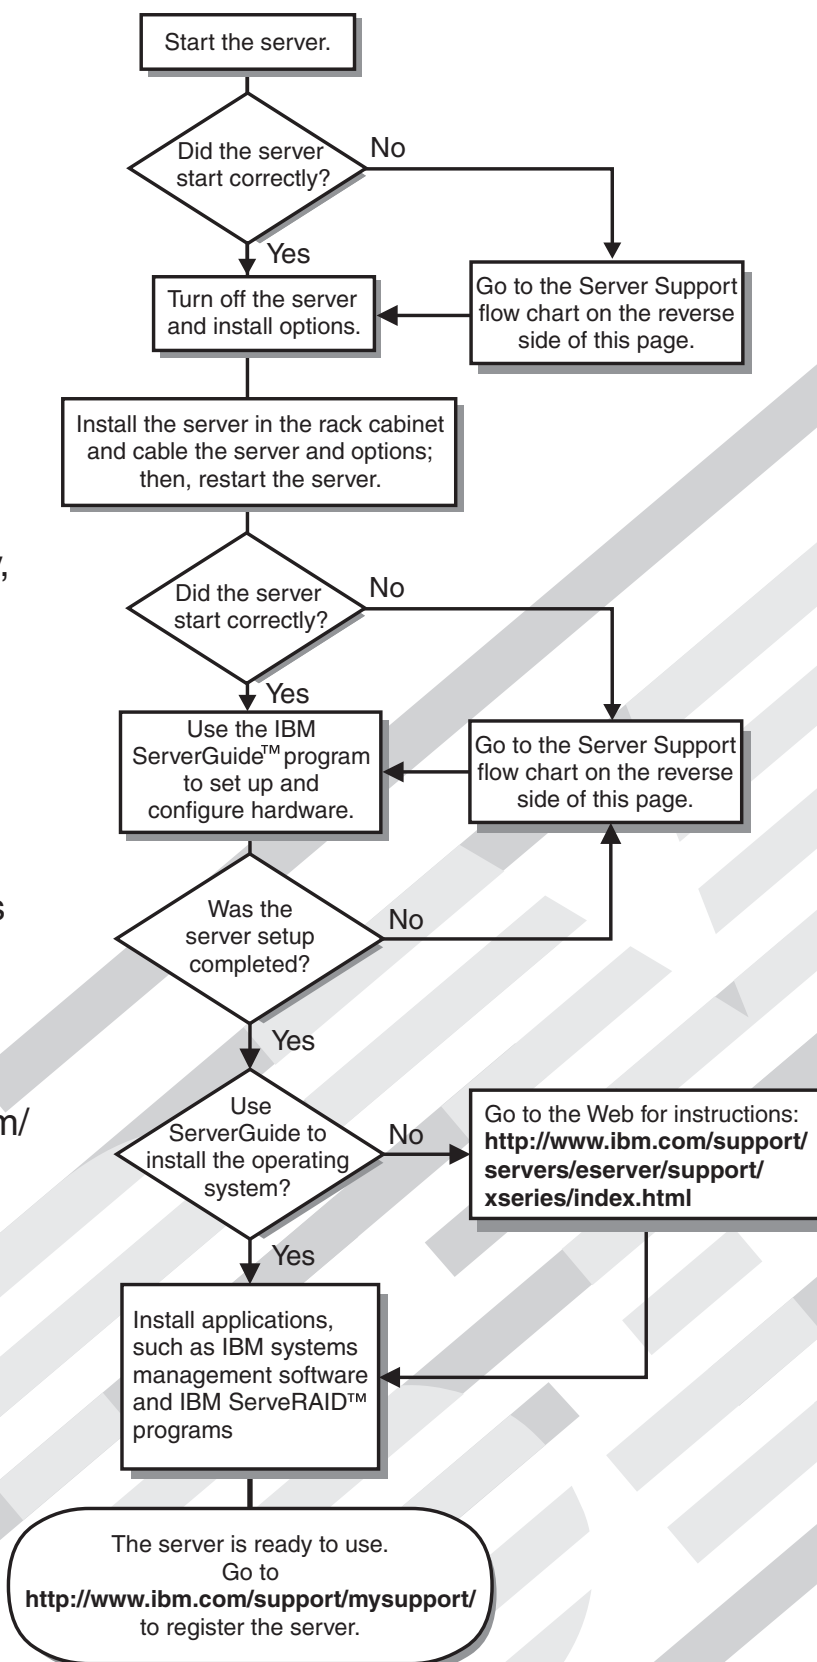 Start the server.
Did the server
start correctly?
No
Yes
Turn off the server
and install options.
Go to the Server Support
flow chart on the reverse
side of this page.
Install the server in the rack cabinet
and cable the server and options;
then, restart the server.
Did the server
start correctly?
No
Yes
Use the IBM
ServerGuide™ program
to set up and
configure hardware.
Go to the Server Support
flow chart on the reverse
side of this page.
Was the
server setup
completed?
No
Yes
m/
Use
ServerGuide to
install the operating
system?
No
Go to the Web for instructions:
http://www.ibm.com/support/
servers/eserver/support/
xseries/index.html
Yes
Install applications,
such as IBM systems
management software
and IBM ServeRAID™
programs
The server is ready to use.
Go to
http://www.ibm.com/support/mysupport/
to register the server.